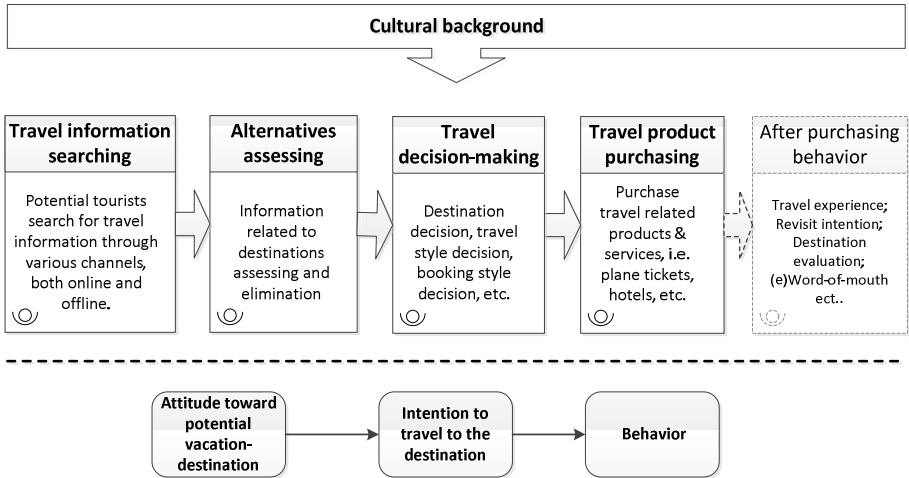 Cultural background
Travel information
searching
Potential tourists
search for travel
information through
various channels,
both online and
offline.
Alternatives
assessing
Information
related to
destinations
assessing and
elimination
Travel
decision-making
Destination
decision, travel
style decision,
booking style
decision, etc.
Travel product
purchasing
Purchase
travel related
products &
services, i.e.
plane tickets,
hotels, etc.
After purchasing
behavior
Travel experience;
Revisit intention;
Destination
evaluation;
(e)Word-of-mouth
ect..
Attitude toward
potential
vacation-
destination
Intention to
travel to the
destination
Behavior